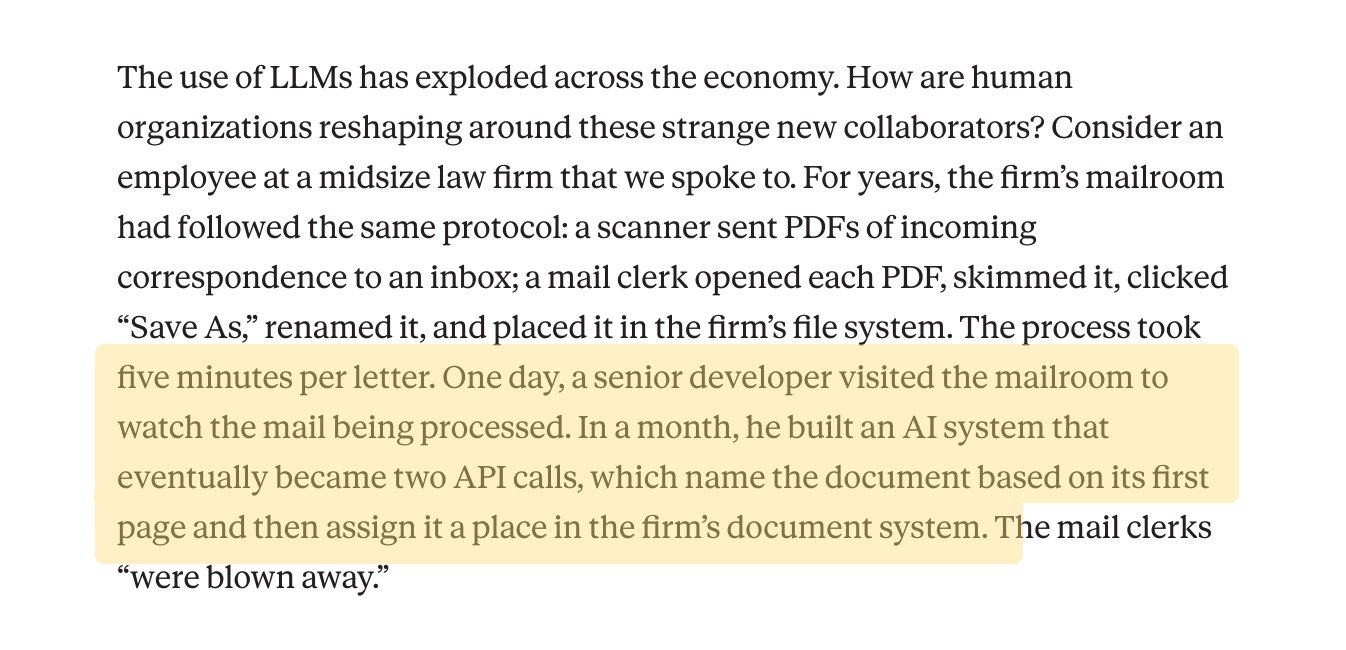 The use of LLMs has exploded across the economy. How are human
organizations reshaping around these strange new collaborators? Consider an
employee at a midsize law firm that we spoke to. For years, the firm’s mailroom
had followed the same protocol: a scanner sent PDFs of incoming
correspondence to an inbox; a mail clerk opened each PDF, skimmed it, clicked
“Save As,” renamed it, and placed it in the firm’s file system. The process took
five minutes per letter. One day, a senior developer visited the mailroom to
watch the mail being processed. In a month, he built an AI system that
eventually became two API calls, which name the document based on its first
page and then assign it a place in the firm’s document system. The mail clerks
“were blown away.”